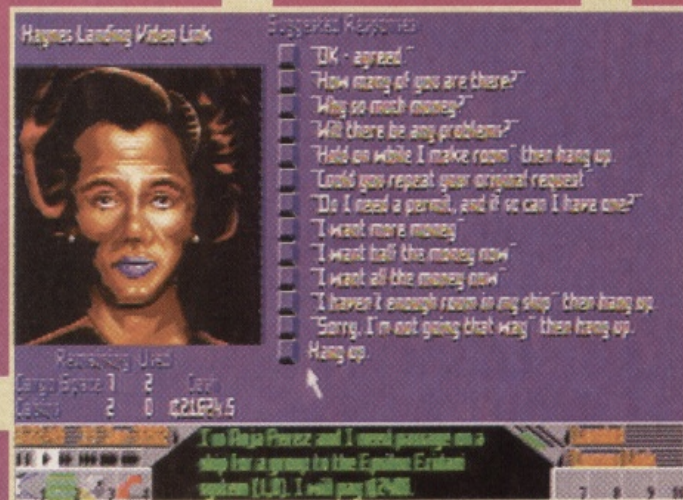 Haynes Landing Video Link
Suggested Responses
"OK - agreed."
"How many of you are there?"
"Why so much money?"
"Will there be any problems?"
"Hold on while I make room" then hang up.
"Could you repeat your original request"
"Do I need a permit, and if so can I have one?"
"I want more money"
"I want half the money now"
"I want all the money now"
"I haven't enough room in my ship" then hang up
"Sorry, I'm not going that way" then hang up.
Hang up.
Remaining Used
Cargo Space 7 2 Cash
Cabins 2 0
I'm Anja Perez and I need passage on a
ship for a group to the Epsilon Eridani
system
I will pay
7 8 9 10